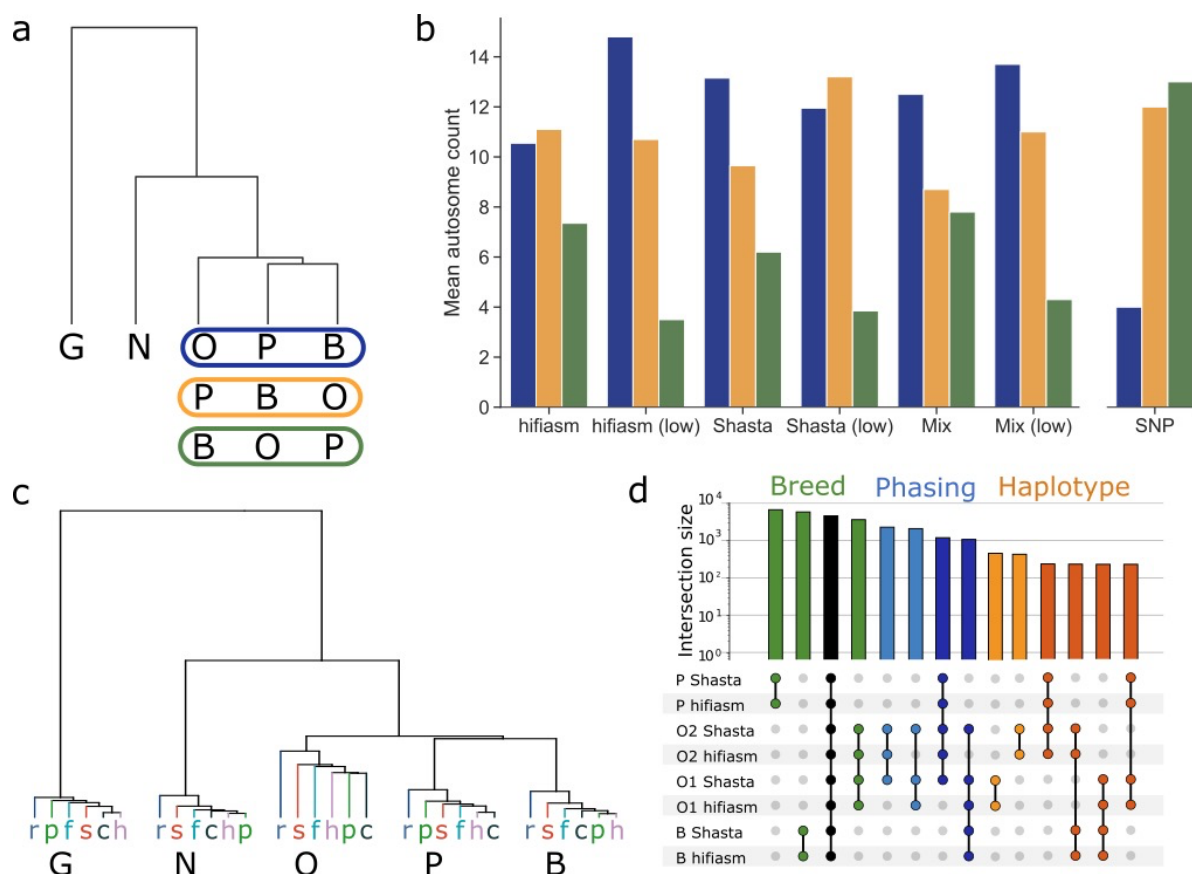 a
G N O P B
P B O
B O P
b
Mean autosome count
14
12
10
8
6
4
2
0
hifiasm hifiasm (low) Shasta Shasta (low) Mix Mix (low) SNP
c
r p f s c h r s f c h p r s f h p c r p s f h c r s f c p h
G N O P B
d
Breed Phasing Haplotype
Intersection size
10^4
10^3
10^2
10^1
10^0
P Shasta
P hifiasm
O2 Shasta
O2 hifiasm
O1 Shasta
O1 hifiasm
B Shasta
B hifiasm